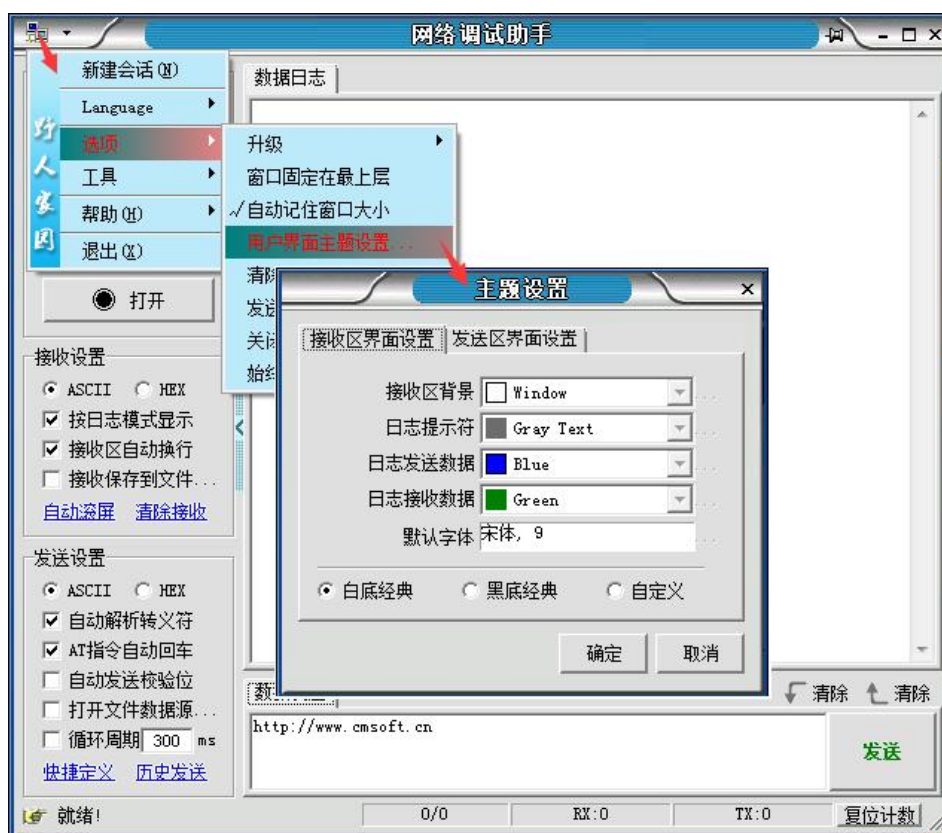 网络调试助手
新建会话(N)
Language
选项
工具
帮助(H)
退出(X)
野人家园
升级
窗口固定在最上层
√自动记住窗口大小
用户界面主题设置...
清除
发送
关闭
始终
数据日志
打开
接收设置
ASCII HEX
按日志模式显示
接收区自动换行
接收保存到文件...
自动滚屏 清除接收
发送设置
ASCII HEX
自动解析转义符
AT指令自动回车
自动发送校验位
打开文件数据源...
循环周期 300 ms
快捷定义 历史发送
主题设置
接收区界面设置 发送区界面设置
接收区背景 Window ...
日志提示符 Gray Text ...
日志发送数据 Blue ...
日志接收数据 Green ...
默认字体 宋体, 9 ...
白底经典 黑底经典 自定义
确定 取消
清除 清除
http://www.cmsoft.cn
发送
就绪! 0/0 RX:0 TX:0 复位计数